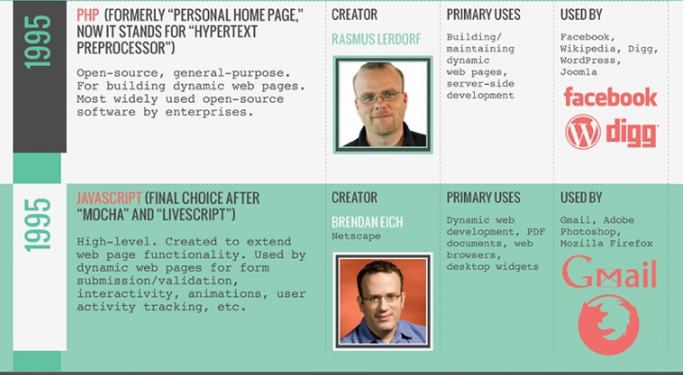 1995
PHP (FORMERLY “PERSONAL HOME PAGE,”
NOW IT STANDS FOR “HYPERTEXT
PREPROCESSOR”)
Open-source, general-purpose.
For building dynamic web pages.
Most widely used open-source
software by enterprises.
CREATOR
RASMUS LERDORF
PRIMARY USES
Building/
maintaining
dynamic
web pages,
server-side
development
USED BY
Facebook,
Wikipedia, Digg,
WordPress,
Joomla
facebook
W digg
1995
JAVASCRIPT (FINAL CHOICE AFTER
“MOCHA” AND “LIVESCRIPT”)
High-level. Created to extend
web page functionality. Used by
dynamic web pages for form
submission/validation,
interactivity, animations, user
activity tracking, etc.
CREATOR
BRENDAN EICH
Netscape
PRIMARY USES
Dynamic web
development, PDF
documents, web
browsers,
desktop widgets
USED BY
Gmail, Adobe
Photoshop,
Mozilla Firefox
Gmail